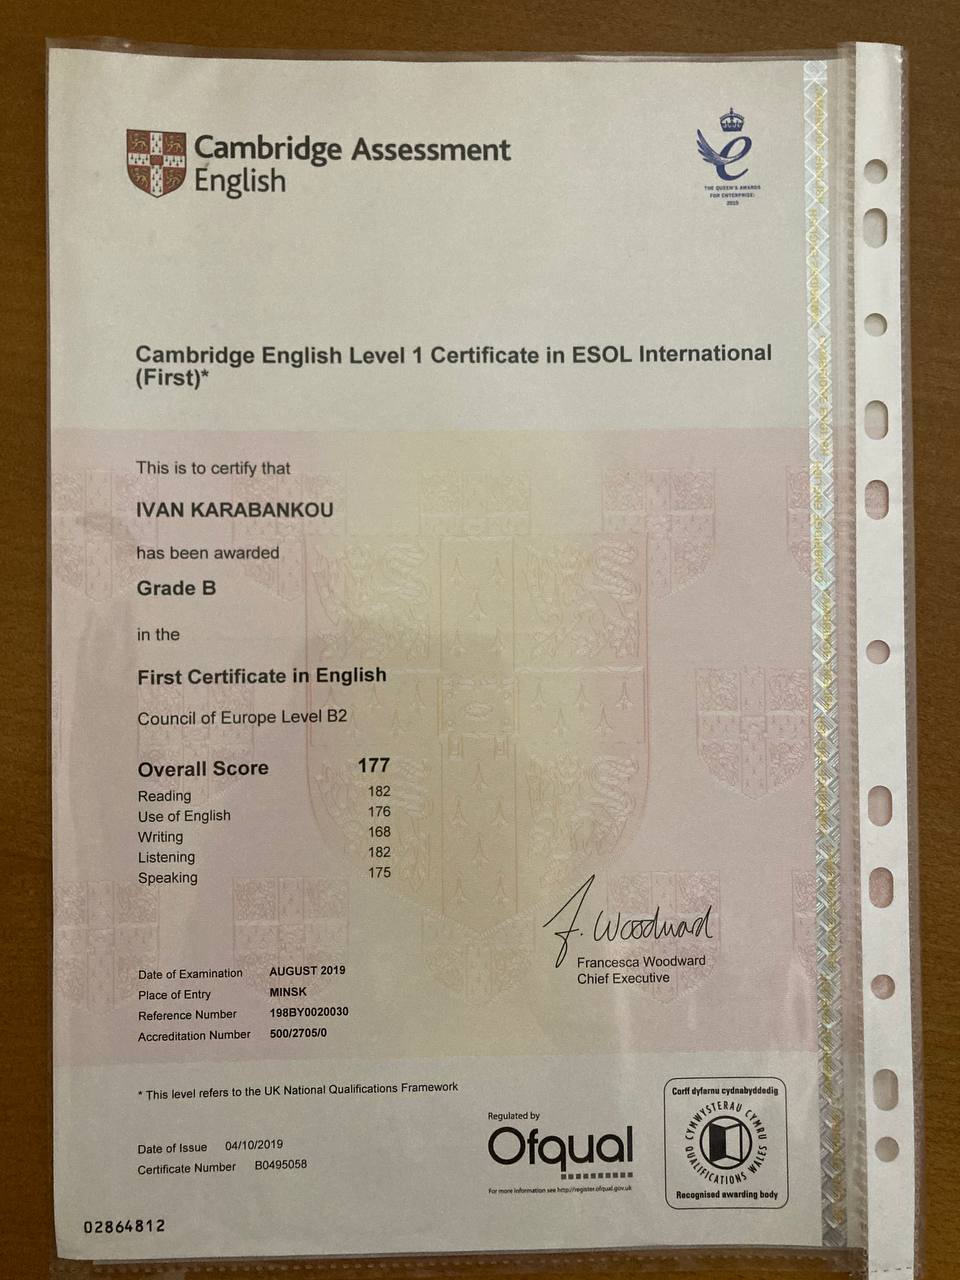 Cambridge Assessment
English
THE QUEEN'S AWARDS
FOR ENTERPRISE:
2015
Cambridge English Level 1 Certificate in ESOL International
(First)*
This is to certify that
IVAN KARABANKOU
has been awarded
Grade B
in the
First Certificate in English
Council of Europe Level B2
Overall Score 177
Reading 182
Use of English 176
Writing 168
Listening 182
Speaking 175
F. Woodward
Francesca Woodward
Chief Executive
Date of Examination AUGUST 2019
Place of Entry MINSK
Reference Number 198BY0020030
Accreditation Number 500/2705/0
* This level refers to the UK National Qualifications Framework
Date of Issue 04/10/2019
Certificate Number B0495058
Regulated by
Ofqual
For more information see http://register.ofqual.gov.uk
Corff dyfarnu cydnabyddedig
CYMWYSTERAU CYMRU
QUALIFICATIONS WALES
Recognised awarding body
02864812